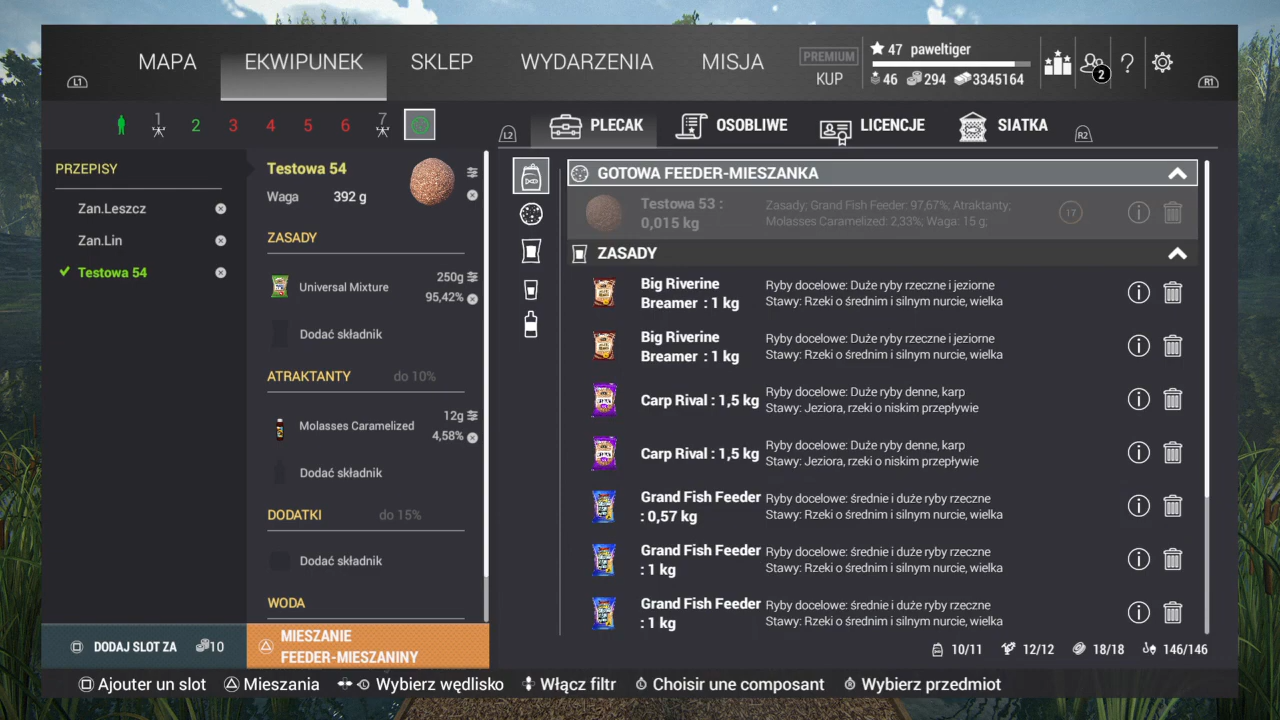 MAPA
EKWIPUNEK
SKLEP
WYDARZENIA
MISJA
PREMIUM
KUP
47 paweltiger
46 294 3345164
2
L1
R1
1
2
3
4
5
6
7
L2
PLECAK
OSOBLIWE
LICENCJE
SIATKA
R2
PRZEPISY
Zan.Leszcz
Zan.Lin
Testowa 54
DODAJ SLOT ZA 10
Testowa 54
Waga 392 g
ZASADY
Universal Mixture
250g
95,42%
Dodać składnik
ATRAKTANTY do 10%
Molasses Caramelized
12g
4,58%
Dodać składnik
DODATKI do 15%
Dodać składnik
WODA
MIESZANIE
FEEDER-MIESZANINY
GOTOWA FEEDER-MIESZANKA
Testowa 53 :
0,015 kg
Zasady; Grand Fish Feeder: 97,67%; Atraktanty;
Molasses Caramelized: 2,33%; Waga: 15 g;
17
ZASADY
Big Riverine
Breamer : 1 kg
Ryby docelowe: Duże ryby rzeczne i jeziorne
Stawy: Rzeki o średnim i silnym nurcie, wielka
Big Riverine
Breamer : 1 kg
Ryby docelowe: Duże ryby rzeczne i jeziorne
Stawy: Rzeki o średnim i silnym nurcie, wielka
Carp Rival : 1,5 kg
Ryby docelowe: Duże ryby denne, karp
Stawy: Jeziora, rzeki o niskim przepływie
Carp Rival : 1,5 kg
Ryby docelowe: Duże ryby denne, karp
Stawy: Jeziora, rzeki o niskim przepływie
Grand Fish Feeder
: 0,57 kg
Ryby docelowe: średnie i duże ryby rzeczne
Stawy: Rzeki o średnim i silnym nurcie, wielka
Grand Fish Feeder
: 1 kg
Ryby docelowe: średnie i duże ryby rzeczne
Stawy: Rzeki o średnim i silnym nurcie, wielka
Grand Fish Feeder
: 1 kg
Ryby docelowe: średnie i duże ryby rzeczne
Stawy: Rzeki o średnim i silnym nurcie, wielka
10/11 12/12 18/18 146/146
Ajouter un slot Mieszania Wybierz wędlisko Włącz filtr Choisir une composant Wybierz przedmiot